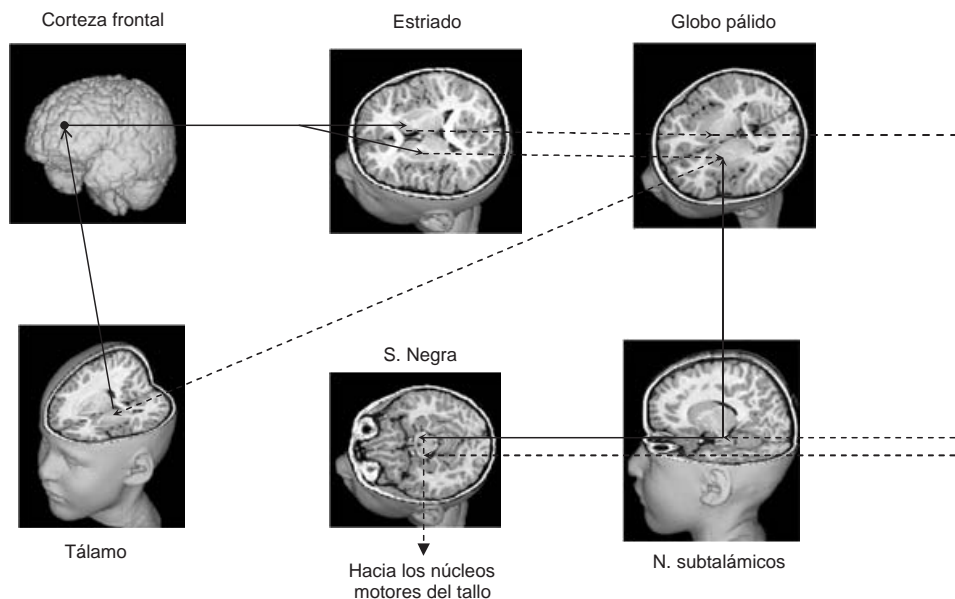 Corteza frontal
Estriado
Globo pálido
S. Negra
Tálamo
Hacia los núcleos
motores del tallo
N. subtalámicos